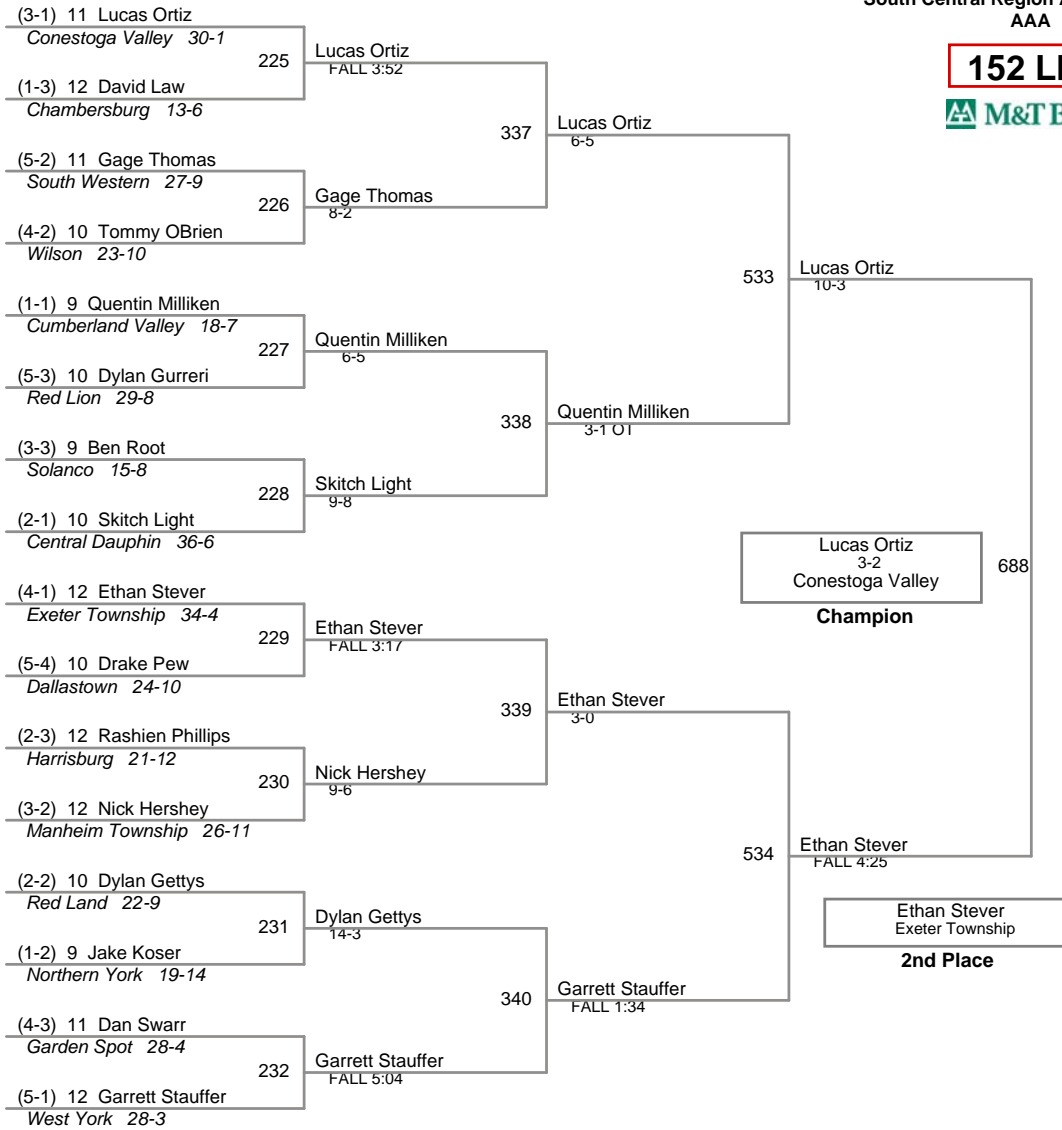 South Central Region
AAA
152
M&T
(3-1) 11 Lucas Ortiz
Conestoga Valley 30-1
225
Lucas Ortiz
FALL 3:52
(1-3) 12 David Law
Chambersburg 13-6
337
Lucas Ortiz
6-5
(5-2) 11 Gage Thomas
South Western 27-9
226
Gage Thomas
8-2
(4-2) 10 Tommy OBrien
Wilson 23-10
533
Lucas Ortiz
10-3
(1-1) 9 Quentin Milliken
Cumberland Valley 18-7
227
Quentin Milliken
6-5
(5-3) 10 Dylan Gurreri
Red Lion 29-8
338
Quentin Milliken
3-1 OT
(3-3) 9 Ben Root
Solanco 15-8
228
Skitch Light
9-8
(2-1) 10 Skitch Light
Central Dauphin 36-6
Lucas Ortiz
3-2
Conestoga Valley
688
Champion
(4-1) 12 Ethan Stever
Exeter Township 34-4
229
Ethan Stever
FALL 3:17
(5-4) 10 Drake Pew
Dallastown 24-10
339
Ethan Stever
3-0
(2-3) 12 Rashien Phillips
Harrisburg 21-12
230
Nick Hershey
9-6
(3-2) 12 Nick Hershey
Manheim Township 26-11
534
Ethan Stever
FALL 4:25
(2-2) 10 Dylan Gettys
Red Land 22-9
231
Dylan Gettys
14-3
(1-2) 9 Jake Koser
Northern York 19-14
Ethan Stever
Exeter Township
2nd Place
340
Garrett Stauffer
FALL 1:34
(4-3) 11 Dan Swarr
Garden Spot 28-4
232
Garrett Stauffer
FALL 5:04
(5-1) 12 Garrett Stauffer
West York 28-3